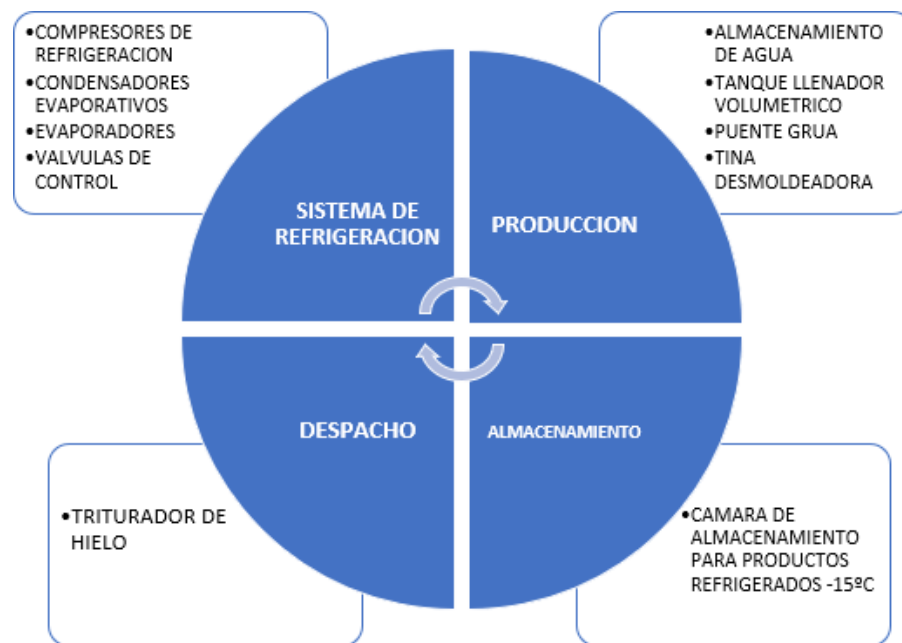 •COMPRESORES DE
REFRIGERACION
•CONDENSADORES
EVAPORATIVOS
•EVAPORADORES
•VALVULAS DE
CONTROL
•ALMACENAMIENTO
DE AGUA
•TANQUE LLENADOR
VOLUMETRICO
•PUENTE GRUA
•TINA
DESMOLDEADORA
SISTEMA DE
REFRIGERACION
PRODUCCION
DESPACHO
ALMACENAMIENTO
•TRITURADOR DE
HIELO
•CAMARA DE
ALMACENAMIENTO
PARA PRODUCTOS
REFRIGERADOS -15ºC